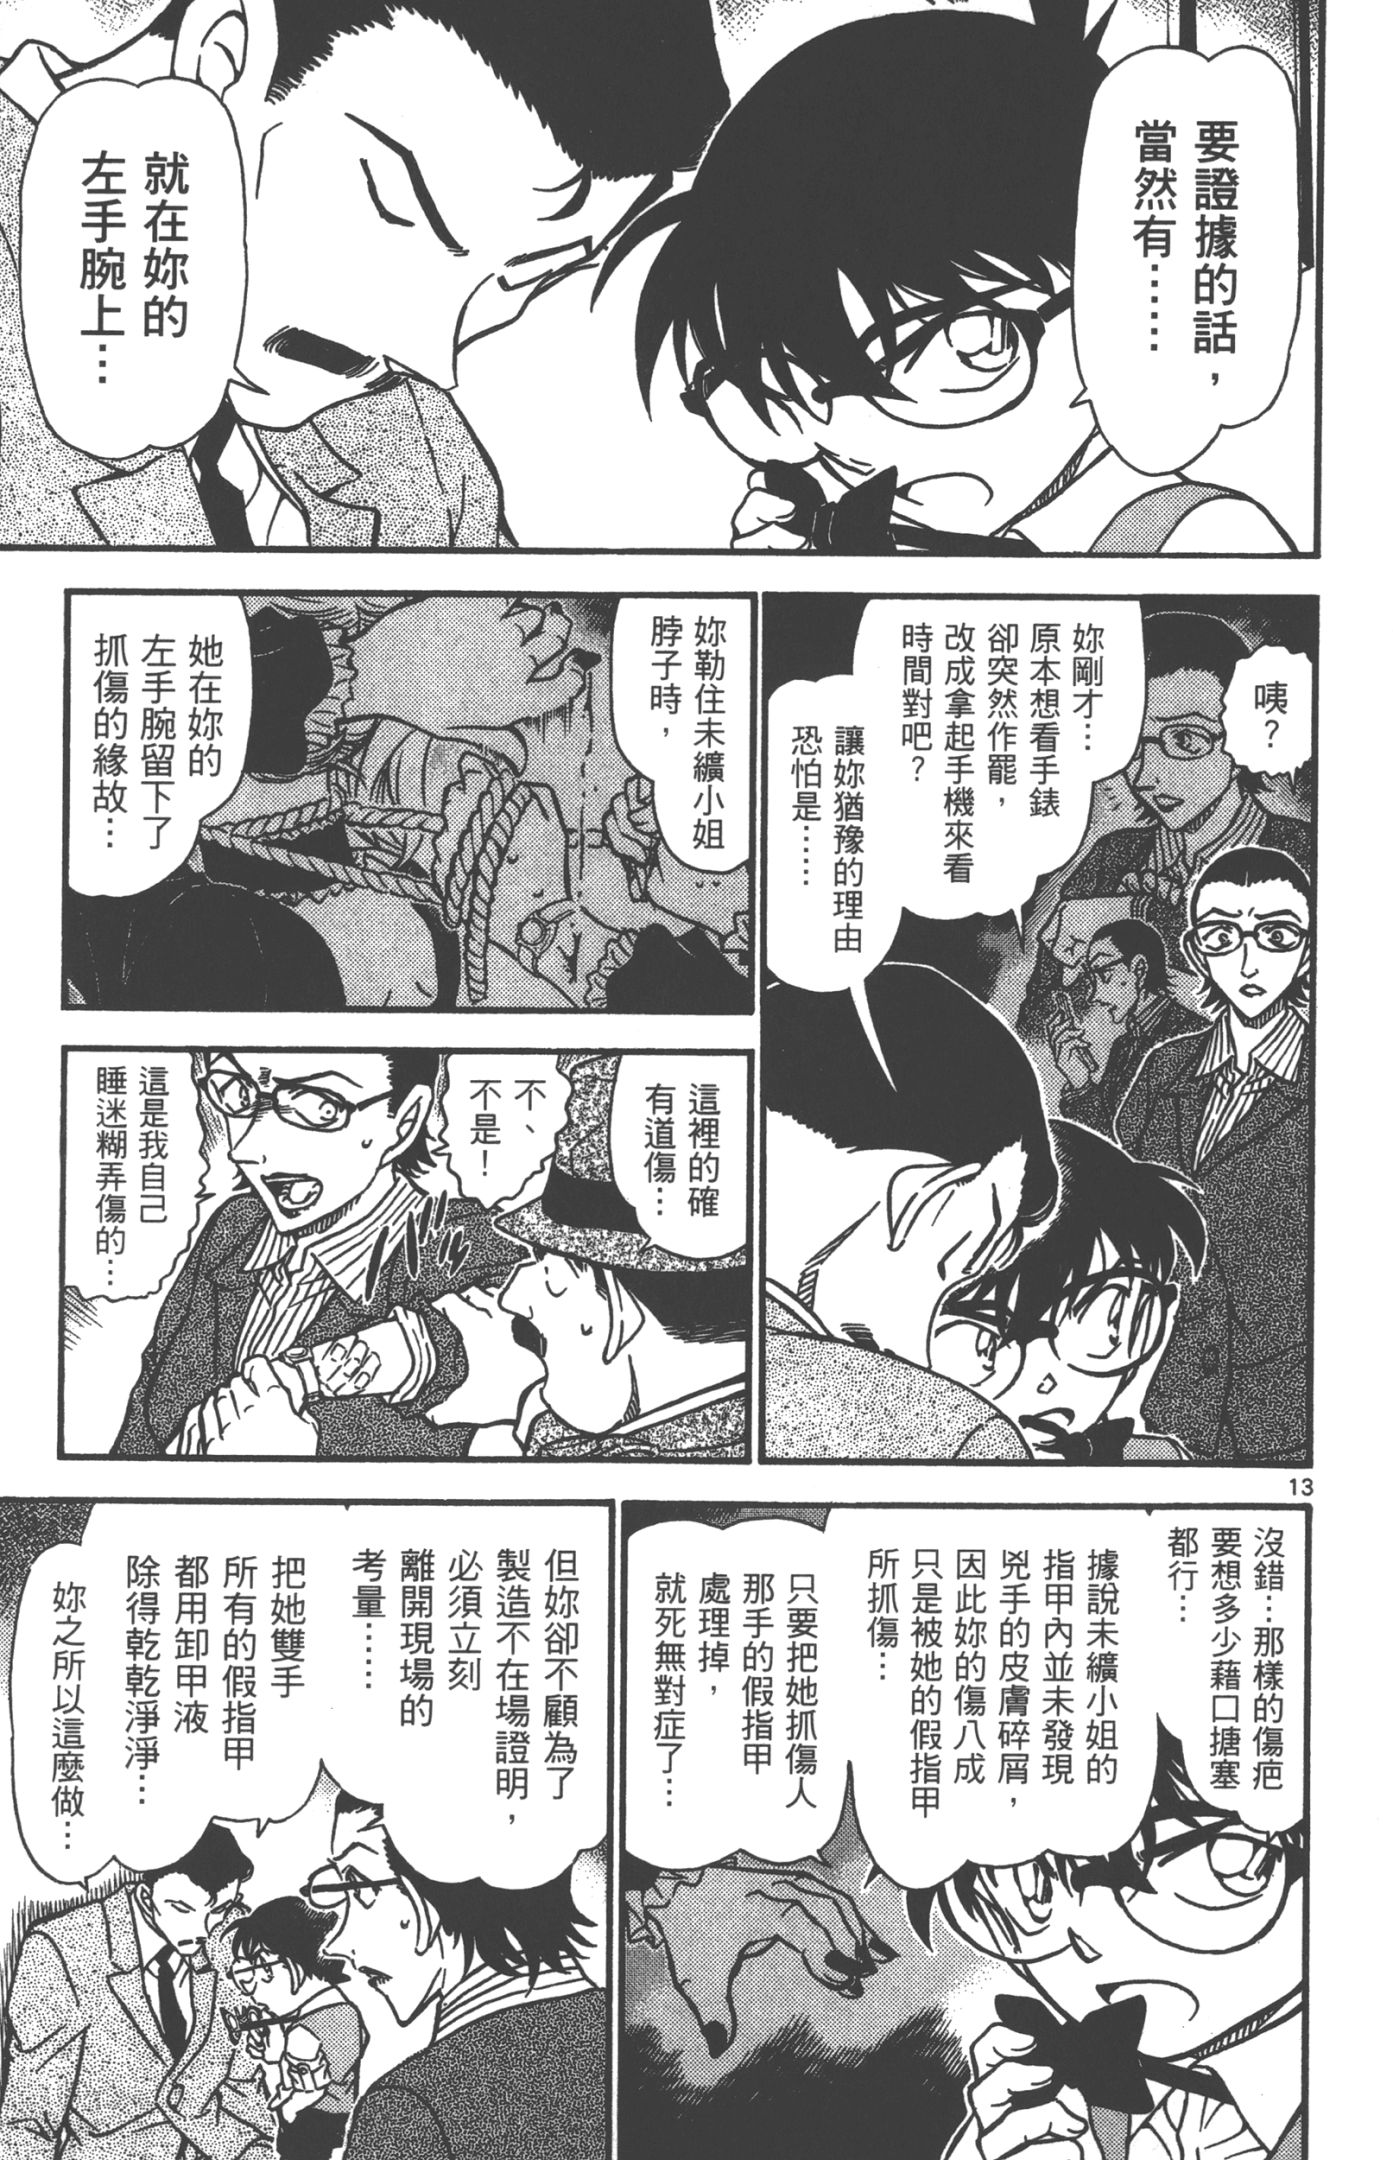 要證據的話，
當然有……
就在妳的
左手腕上…
咦？
妳剛才…
原本想看手錶
卻突然作罷，
改成拿起手機來看
時間對吧？
讓妳猶豫的理由
恐怕是……
妳勒住未纊小姐
脖子時，
她在妳的
左手腕留下了
抓傷的緣故…
這裡的確
有道傷…
不、
不是！
這是我自己
睡迷糊弄傷的…
13
沒錯…那樣的傷疤
要想多少藉口搪塞
都行…
據說未纊小姐的
指甲內並未發現
兇手的皮膚碎屑，
因此妳的傷八成
只是被她的假指甲
所抓傷…
只要把她抓傷人
那手的假指甲
處理掉，
就死無對症了…
但妳卻不顧為了
製造不在場證明，
必須立刻
離開現場的
考量……
把她雙手
所有的假指甲
都用卸甲液
除得乾乾淨淨…
妳之所以這麼做…